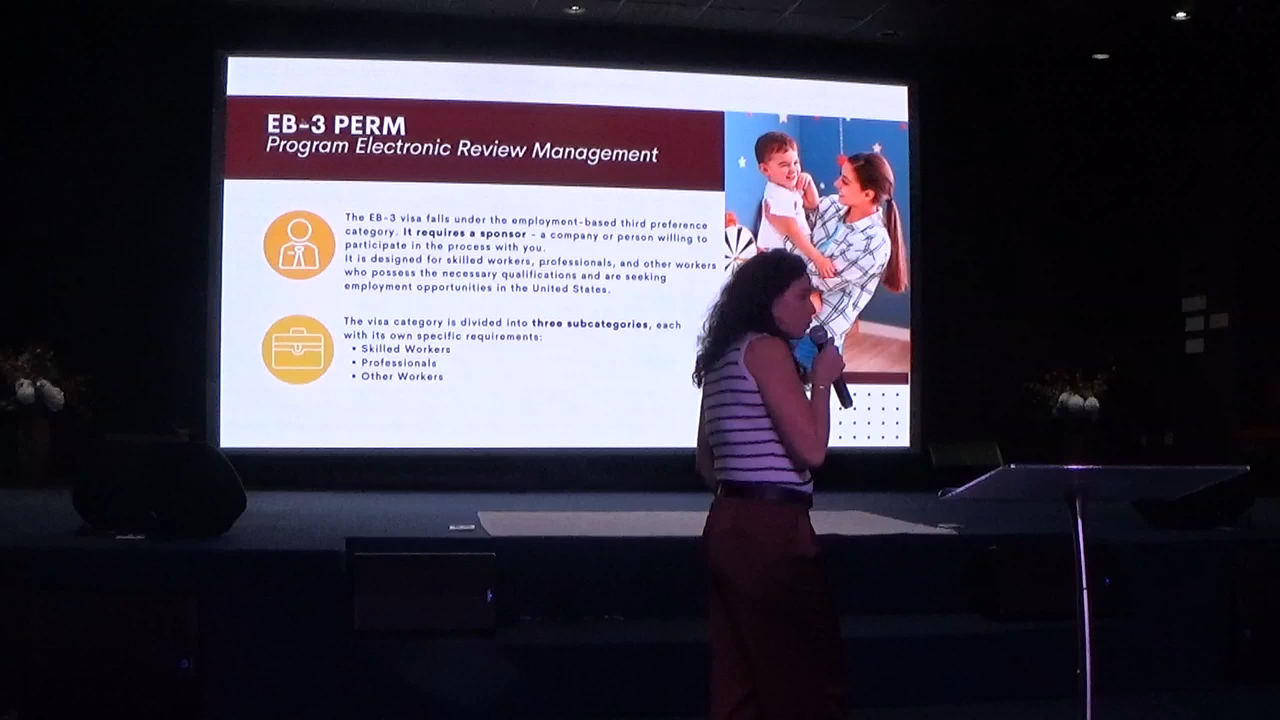 EB-3 PERM
Program Electronic Review Management
The EB-3 visa falls under the employment-based third preference
category. It requires a sponsor – a company or person willing to
participate in the process with you.
It is designed for skilled workers, professionals, and other workers
who possess the necessary qualifications and are seeking
employment opportunities in the United States.
The visa category is divided into three subcategories, each
with its own specific requirements:
• Skilled Workers
• Professionals
• Other Workers